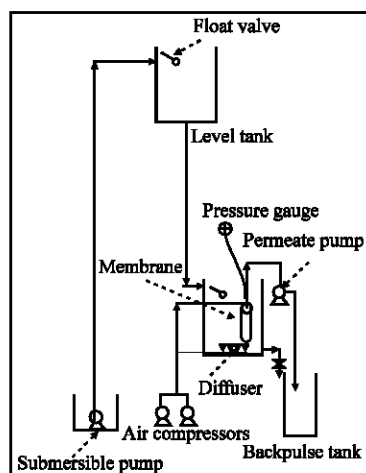 Float valve
Level tank
Pressure gauge
Permeate pump
Membrane
Diffuser
Air compressors
Backpulse tank
Submersible pump